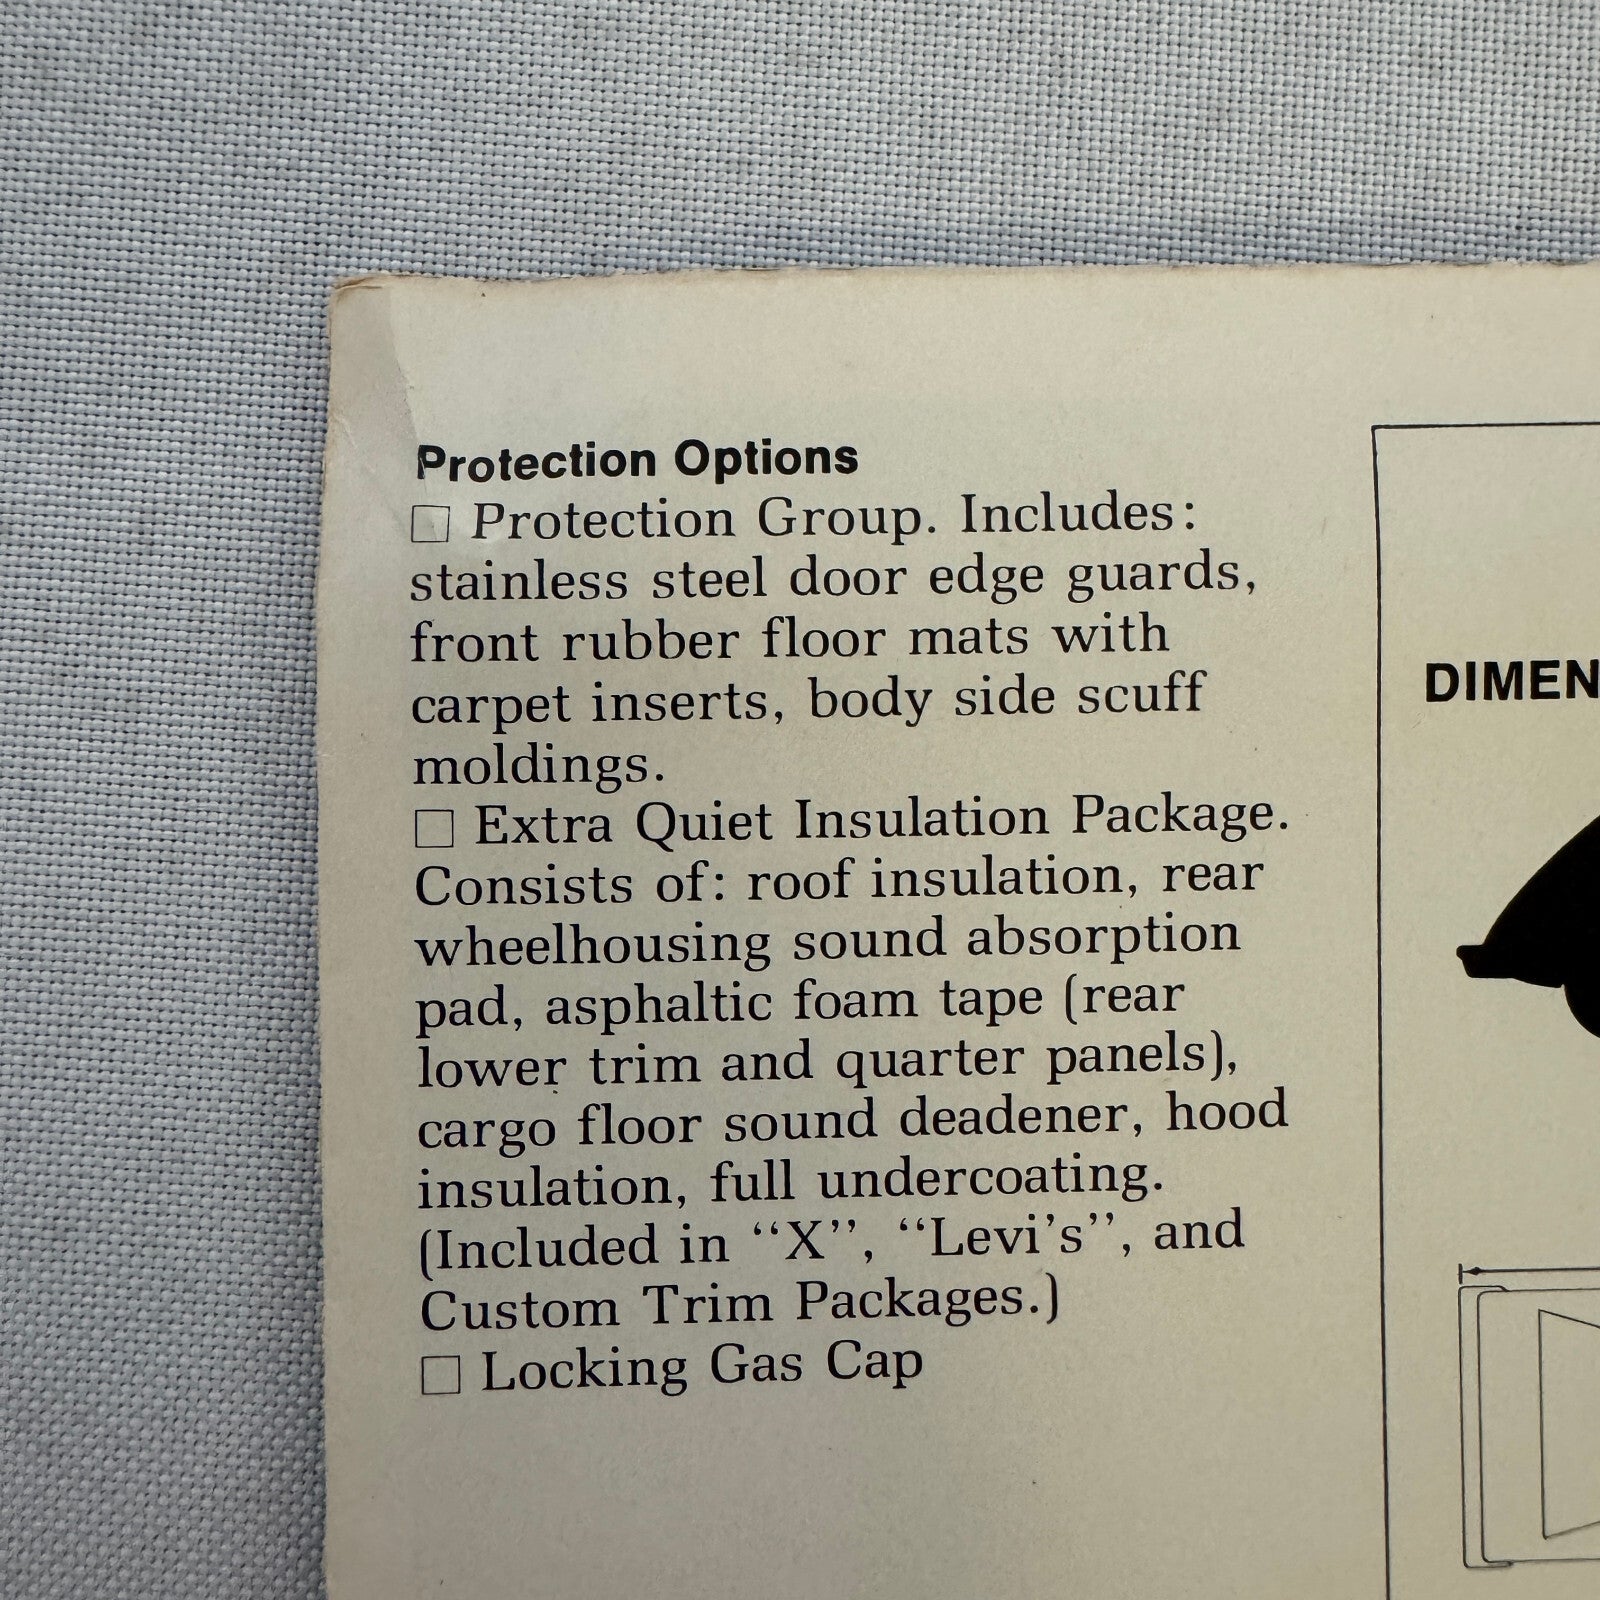 Protection Options
□ Protection Group. Includes:
stainless steel door edge guards,
front rubber floor mats with
carpet inserts, body side scuff
moldings.
□ Extra Quiet Insulation Package.
Consists of: roof insulation, rear
wheelhousing sound absorption
pad, asphaltic foam tape (rear
lower trim and quarter panels),
cargo floor sound deadener, hood
insulation, full undercoating.
(Included in “X”, “Levi’s”, and
Custom Trim Packages.)
□ Locking Gas Cap
DIMEN